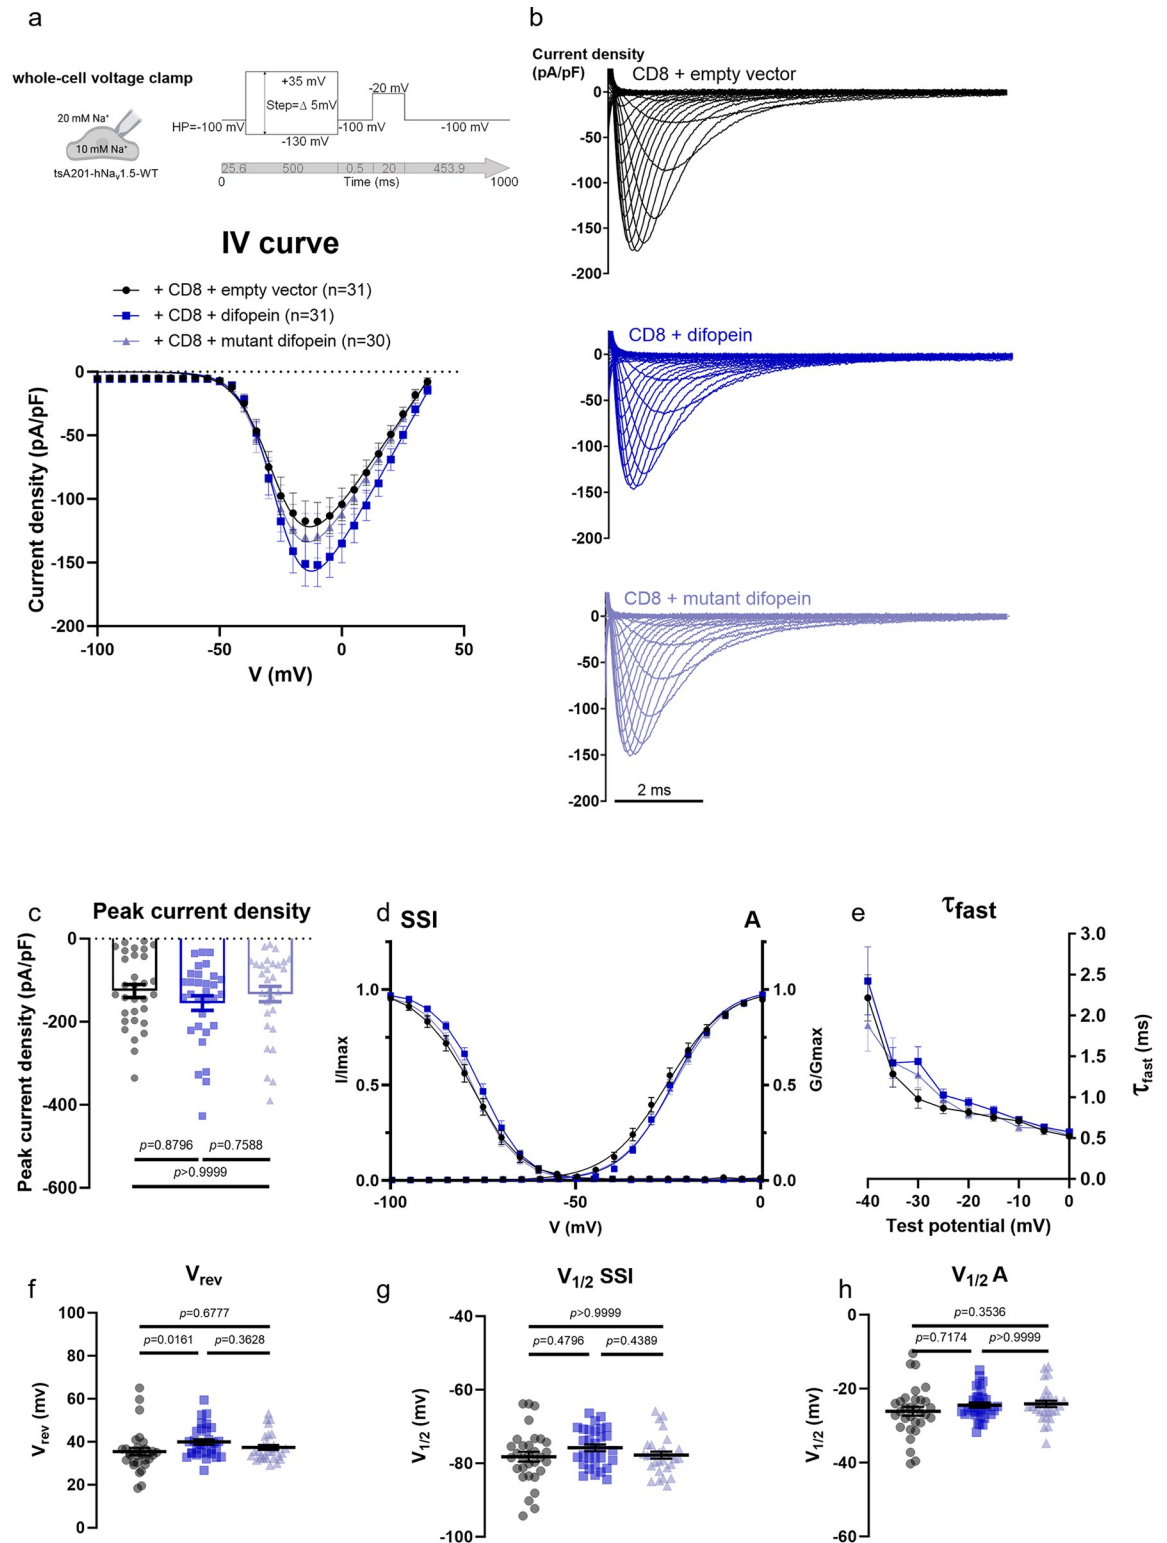 a
whole-cell voltage clamp
20 mM Na⁺
10 mM Na⁺
tsA201-hNaᵥ1.5-WT
+35 mV
Step=Δ 5mV
-20 mV
HP=-100 mV
-100 mV
-100 mV
-130 mV
25.6 500 0.5 20 453.9
0 Time (ms) 1000
IV curve
+ CD8 + empty vector (n=31)
+ CD8 + difopein (n=31)
+ CD8 + mutant difopein (n=30)
Current density (pA/pF)
0
-50
-100
-150
-200
-100 -50 0 50
V (mV)
b
Current density
(pA/pF)
CD8 + empty vector
0
-50
-100
-150
-200
CD8 + difopein
0
-50
-100
-150
-200
CD8 + mutant difopein
0
-50
-100
-150
-200
2 ms
c
Peak current density
Peak current density (pA/pF)
0
-200
-400
-600
p=0.8796 p=0.7588
p>0.9999
d
SSI A
I/Imax
1.0
0.5
0.0
G/Gmax
1.0
0.5
0.0
-100 -50 0
V (mV)
e
τfast
3.0
2.5
2.0
1.5
1.0
0.5
0.0
τfast (ms)
-40 -30 -20 -10 0
Test potential (mV)
f
Vrev
p=0.6777
p=0.0161 p=0.3628
Vrev (mv)
100
80
60
40
20
0
g
V1/2 SSI
p>0.9999
p=0.4796 p=0.4389
V1/2 (mv)
-40
-60
-80
-100
h
V1/2 A
p=0.3536
p=0.7174 p>0.9999
V1/2 (mv)
0
-20
-40
-60